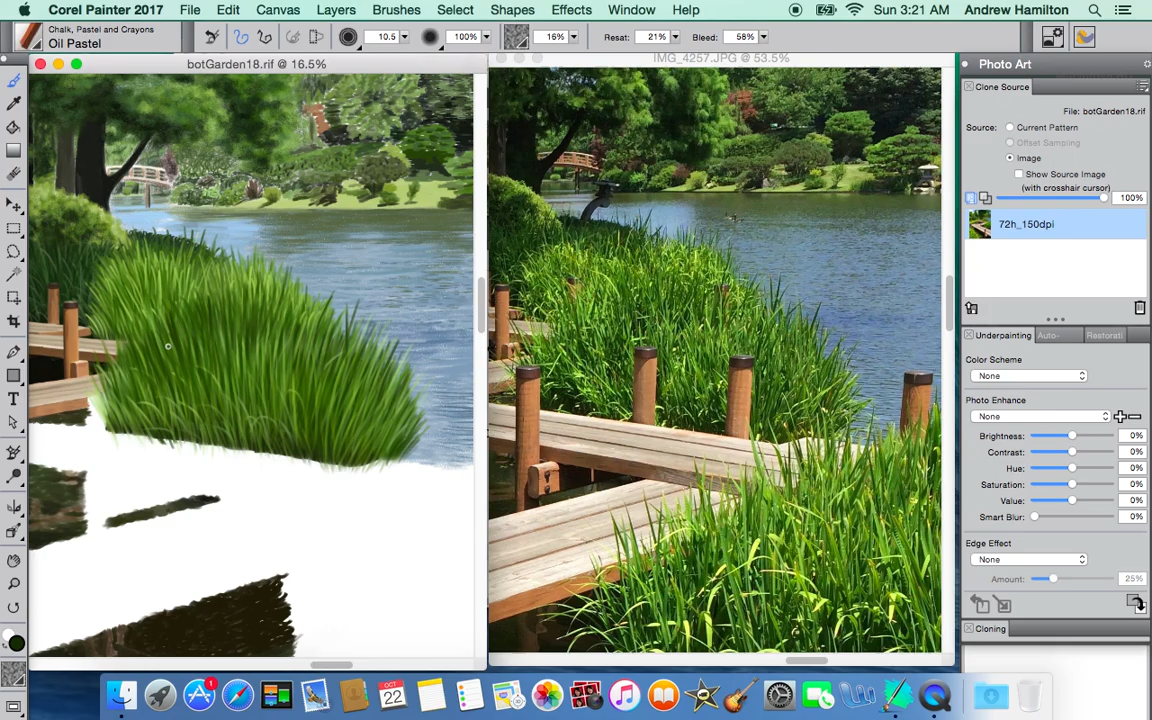 Corel Painter 2017 File Edit Canvas Layers Brushes Select Shapes Effects Window Help Sun 3:21 AM Andrew Hamilton
Chalk, Pastel and Crayons
Oil Pastel
10.5 100% 16% Resat: 21% Bleed: 58%
botGarden18.rif @ 16.5%
IMG_4257.JPG @ 53.5%
Photo Art
Clone Source
File: botGarden18.rif
Source: Current Pattern
Offset Sampling
Image
Show Source Image
(with crosshair cursor)
100%
72h_150dpi
Underpainting Auto- Restorati
Color Scheme
None
Photo Enhance
None
Brightness: 0%
Contrast: 0%
Hue: 0%
Saturation: 0%
Value: 0%
Smart Blur: 0%
Edge Effect
None
Amount: 25%
Cloning
1
OCT
22